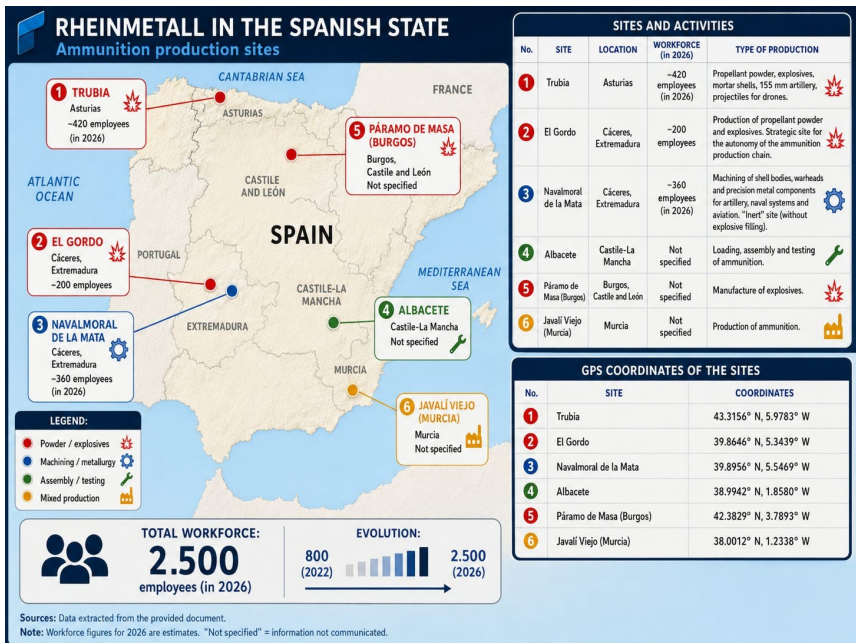 RHEINMETALL IN THE SPANISH STATE
Ammunition production sites
CANTABRIAN SEA
FRANCE
ATLANTIC
OCEAN
PORTUGAL
ASTURIAS
CASTILE
AND LEÓN
SPAIN
CASTILE-LA
MANCHA
EXTREMADURA
MURCIA
MEDITERRANEAN
SEA
1 TRUBIA
Asturias
~420 employees
(in 2026)
5 PÁRAMO DE MASA
(BURGOS)
Burgos,
Castile and León
Not specified
2 EL GORDO
Cáceres,
Extremadura
~200 employees
3 NAVALMORAL
DE LA MATA
Cáceres,
Extremadura
~360 employees
(in 2026)
4 ALBACETE
Castile-La Mancha
Not specified
6 JAVALÍ VIEJO
(MURCIA)
Murcia
Not specified
LEGEND:
Powder / explosives
Machining / metallurgy
Assembly / testing
Mixed production
TOTAL WORKFORCE:
2.500
employees (in 2026)
EVOLUTION:
800
(2022)
2.500
(2026)
Sources: Data extracted from the provided document.
Note: Workforce figures for 2026 are estimates. "Not specified" = information not communicated.
SITES AND ACTIVITIES
No. SITE LOCATION WORKFORCE
(in 2026) TYPE OF PRODUCTION
1 Trubia Asturias ~420
employees
(in 2026) Propellant powder, explosives,
mortar shells, 155 mm artillery,
projectiles for drones.
2 El Gordo Cáceres,
Extremadura ~200
employees Production of propellant powder
and explosives. Strategic site for
the autonomy of the ammunition
production chain.
3 Navalmoral
de la Mata Cáceres,
Extremadura ~360
employees
(in 2026) Machining of shell bodies, warheads
and precision metal components
for artillery, naval systems and
aviation. "Inert" site (without
explosive filling).
4 Albacete Castile-La
Mancha Not
specified Loading, assembly and testing
of ammunition.
5 Páramo de
Masa (Burgos) Burgos,
Castile and León Not
specified Manufacture of explosives.
6 Javalí Viejo
(Murcia) Murcia Not
specified Production of ammunition.
GPS COORDINATES OF THE SITES
No. SITE COORDINATES
1 Trubia 43.3156° N, 5.9783° W
2 El Gordo 39.8646° N, 5.3439° W
3 Navalmoral de la Mata 39.8956° N, 5.5469° W
4 Albacete 38.9942° N, 1.8580° W
5 Páramo de Masa (Burgos) 42.3829° N, 3.7893° W
6 Javalí Viejo (Murcia) 38.0012° N, 1.2338° W